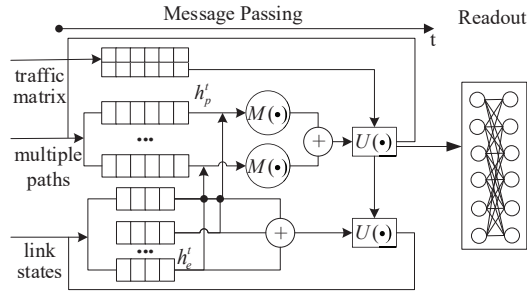 Message Passing
Readout
t
traffic
matrix
h_p^t
M(•)
•••
+
U(•)
multiple
paths
M(•)
+
U(•)
•••
link
states
h_e^t